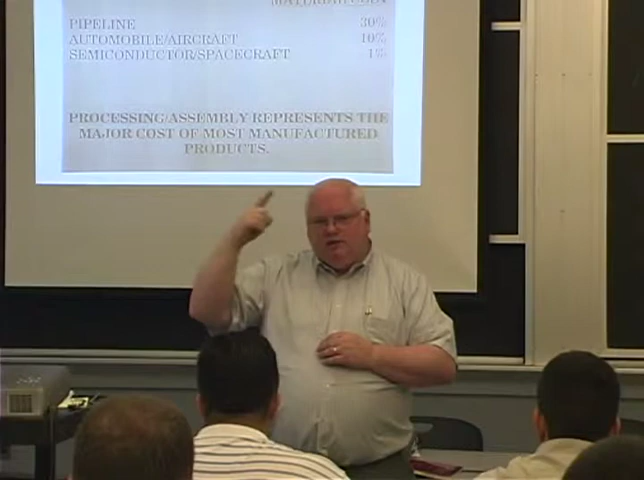 PIPELINE 30%
AUTOMOBILE/AIRCRAFT 10%
SEMICONDUCTOR/SPACECRAFT 1%
PROCESSING/ASSEMBLY REPRESENTS THE
MAJOR COST OF MOST MANUFACTURED
PRODUCTS.